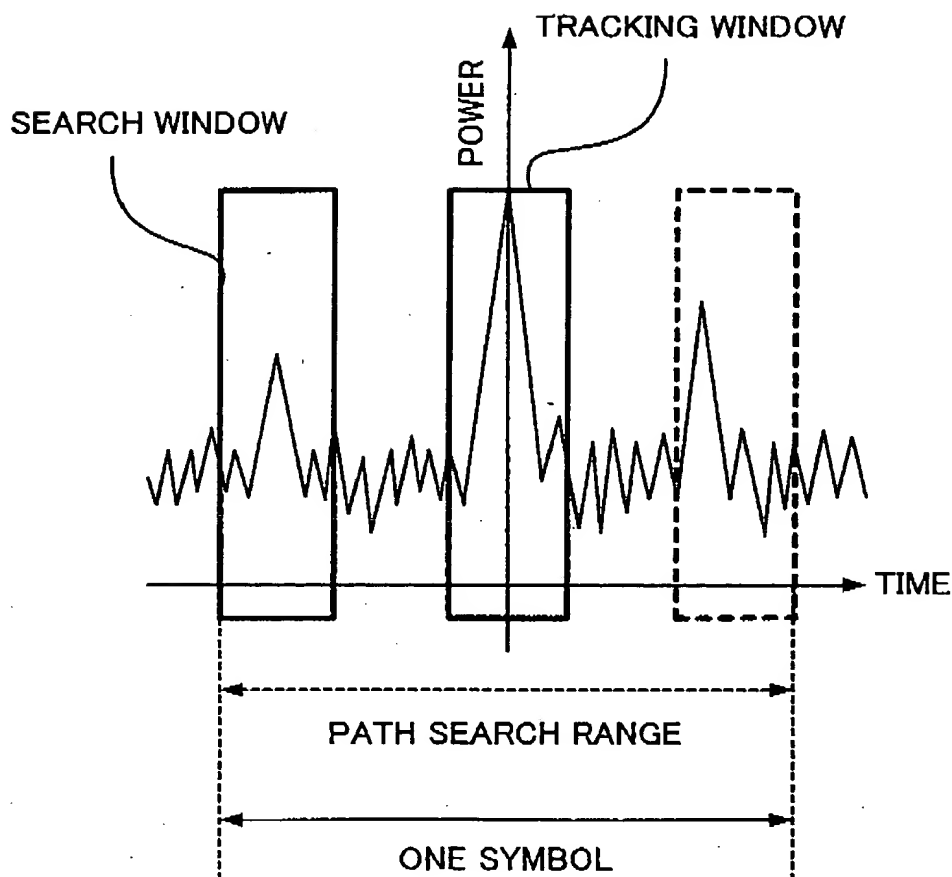 TRACKING WINDOW
POWER
SEARCH WINDOW
TIME
PATH SEARCH RANGE
ONE SYMBOL